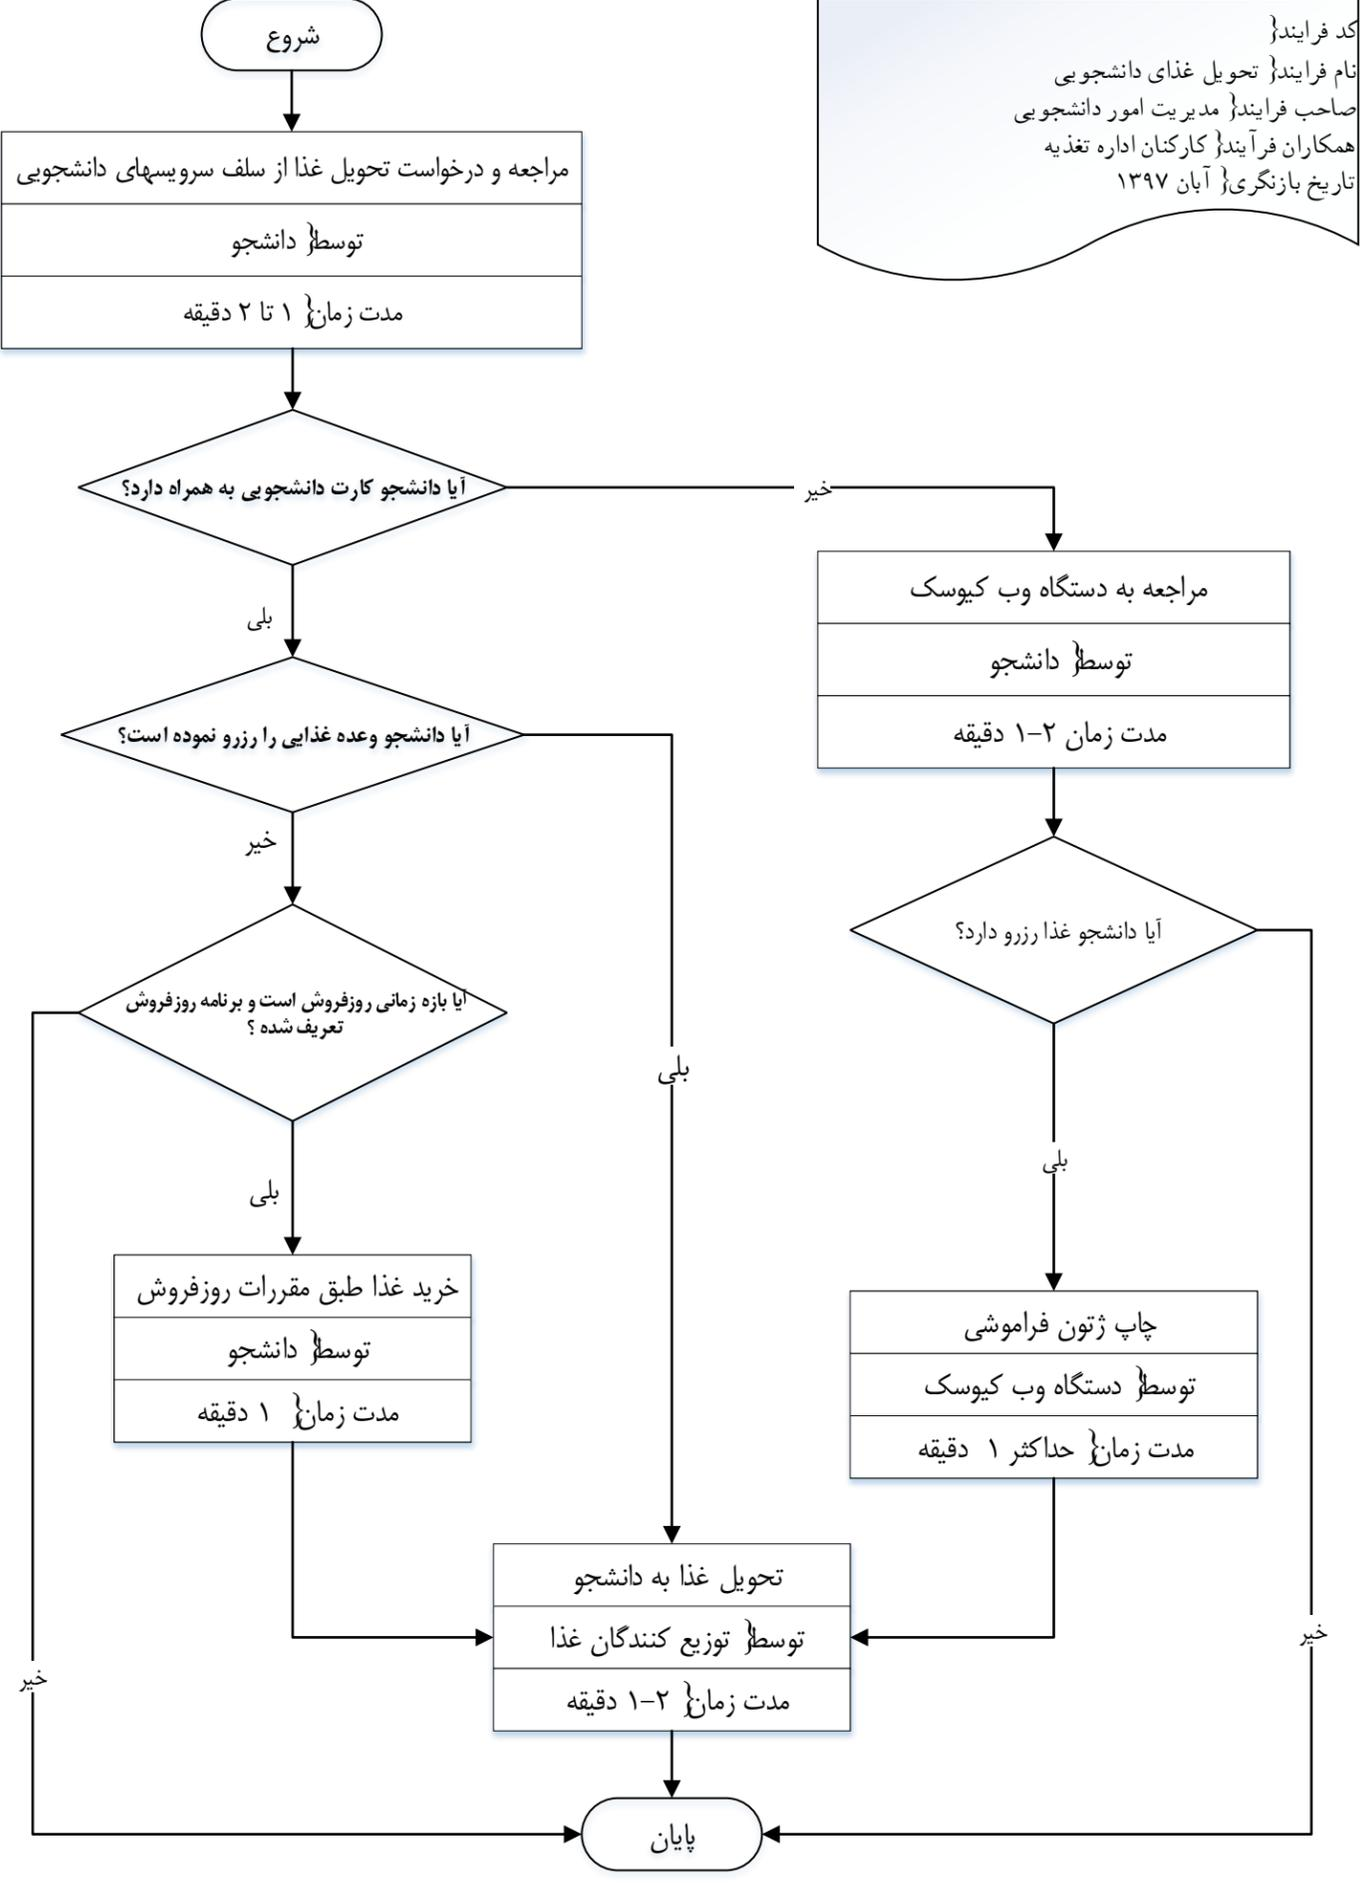 کد فرایند{
نام فرایند{ تحویل غذای دانشجویی
صاحب فرایند{ مدیریت امور دانشجویی
همکاران فرآیند{ کارکنان اداره تغذیه
تاریخ بازنگری{ آبان ۱۳۹۷
شروع
مراجعه و درخواست تحویل غذا از سلف سرویسهای دانشجویی
توسط{ دانشجو
مدت زمان{ ۱ تا ۲ دقیقه
آیا دانشجو کارت دانشجویی به همراه دارد؟
خیر
بلی
مراجعه به دستگاه وب کیوسک
توسط{ دانشجو
مدت زمان ۲-۱ دقیقه
آیا دانشجو وعده غذایی را رزرو نموده است؟
خیر
بلی
آیا دانشجو غذا رزرو دارد؟
بلی
خیر
آیا بازه زمانی روزفروش است و برنامه روزفروش
تعریف شده ؟
بلی
خیر
خرید غذا طبق مقررات روزفروش
توسط{ دانشجو
مدت زمان{ ۱ دقیقه
چاپ ژتون فراموشی
توسط{ دستگاه وب کیوسک
مدت زمان{ حداکثر ۱ دقیقه
تحویل غذا به دانشجو
توسط{ توزیع کنندگان غذا
مدت زمان{ ۲-۱ دقیقه
پایان